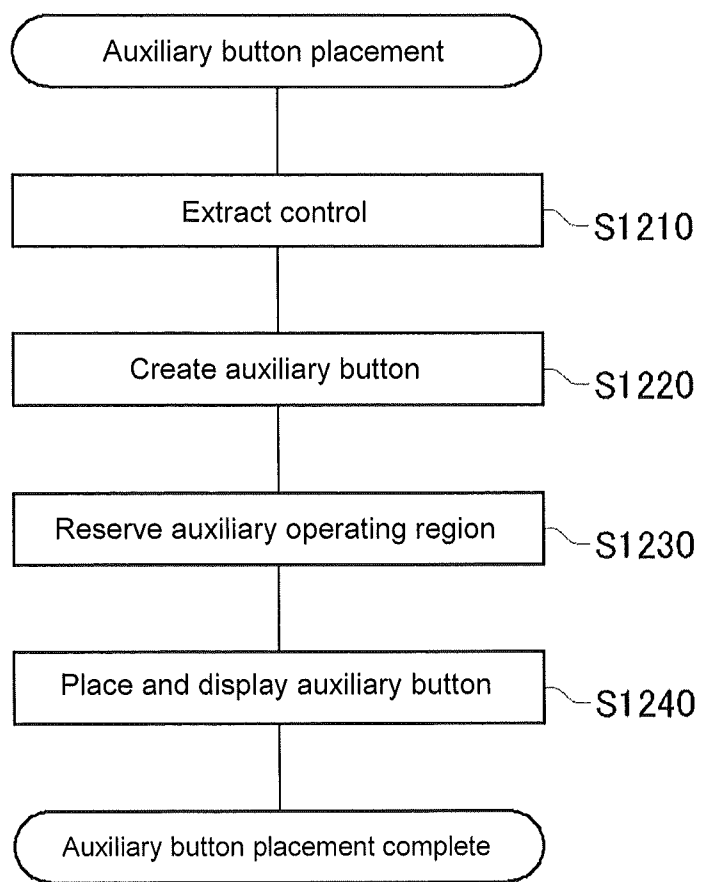 Auxiliary button placement
Extract control
S1210
Create auxiliary button
S1220
Reserve auxiliary operating region
S1230
Place and display auxiliary button
S1240
Auxiliary button placement complete